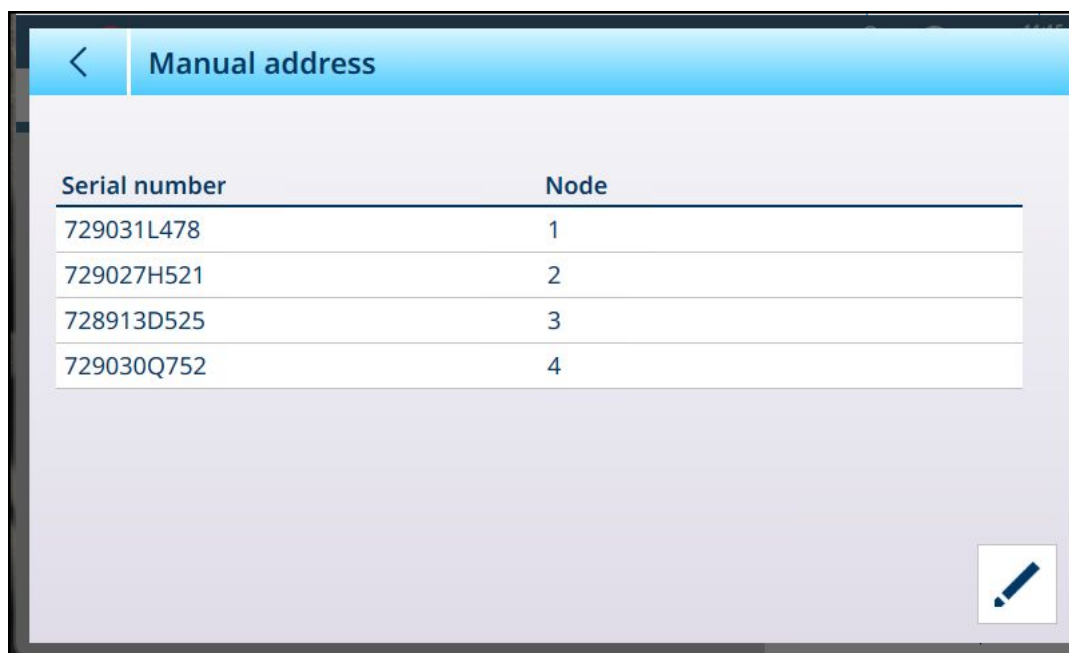 Manual address
Serial number Node
729031L478 1
729027H521 2
728913D525 3
729030Q752 4